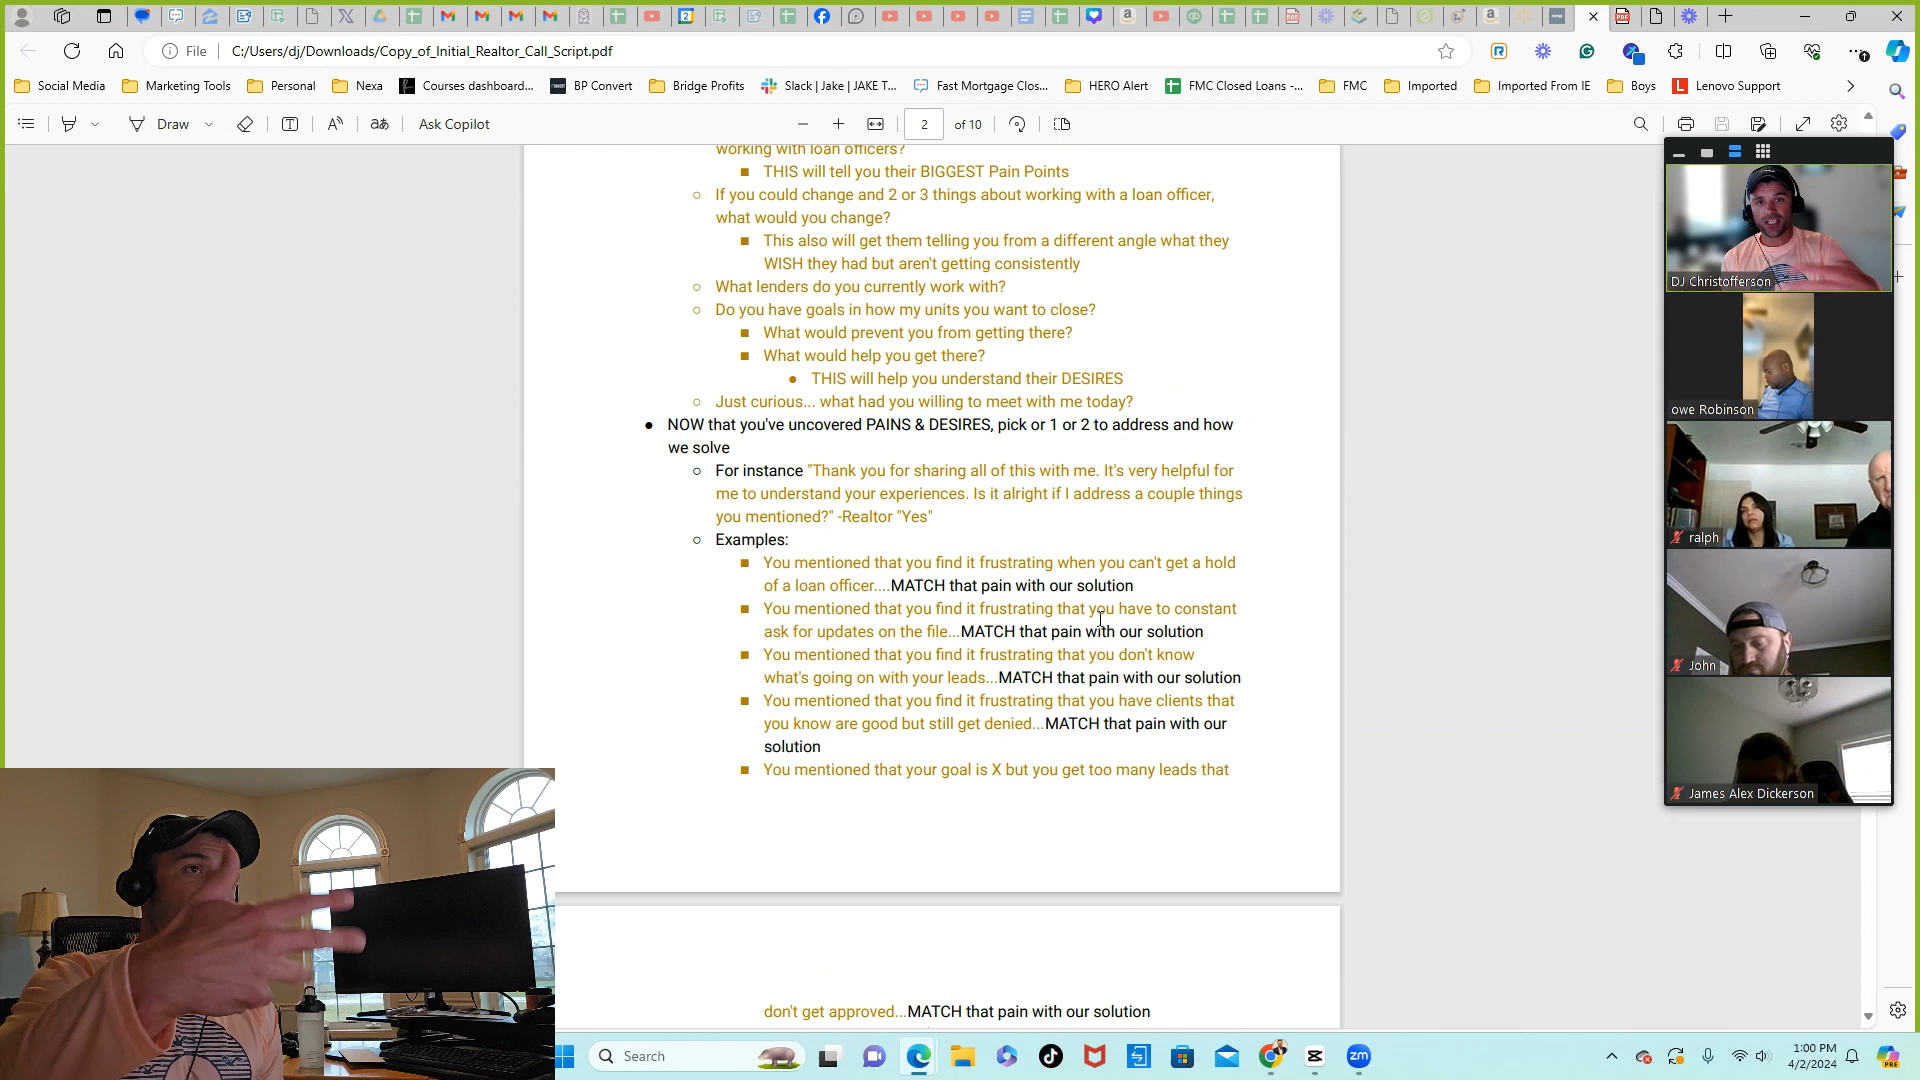 File
C:/Users/dj/Downloads/Copy_of_Initial_Realtor_Call_Script.pdf
Social Media
Marketing Tools
Personal
Nexa
Courses dashboard...
BP Convert
Bridge Profits
Slack | Jake | JAKE T...
Fast Mortgage Clos...
HERO Alert
FMC Closed Loans -...
FMC
Imported
Imported From IE
Boys
Lenovo Support
Draw
Ask Copilot
2 of 10
working with loan officers?
■ THIS will tell you their BIGGEST Pain Points
○ If you could change and 2 or 3 things about working with a loan officer,
what would you change?
■ This also will get them telling you from a different angle what they
WISH they had but aren't getting consistently
○ What lenders do you currently work with?
○ Do you have goals in how my units you want to close?
■ What would prevent you from getting there?
■ What would help you get there?
● THIS will help you understand their DESIRES
○ Just curious... what had you willing to meet with me today?
● NOW that you've uncovered PAINS & DESIRES, pick or 1 or 2 to address and how
we solve
○ For instance "Thank you for sharing all of this with me. It's very helpful for
me to understand your experiences. Is it alright if I address a couple things
you mentioned?" -Realtor "Yes"
○ Examples:
■ You mentioned that you find it frustrating when you can't get a hold
of a loan officer....MATCH that pain with our solution
■ You mentioned that you find it frustrating that you have to constant
ask for updates on the file...MATCH that pain with our solution
■ You mentioned that you find it frustrating that you don't know
what's going on with your leads...MATCH that pain with our solution
■ You mentioned that you find it frustrating that you have clients that
you know are good but still get denied...MATCH that pain with our
solution
■ You mentioned that your goal is X but you get too many leads that
don't get approved...MATCH that pain with our solution
DJ Christofferson
owe Robinson
ralph
John
James Alex Dickerson
Search
zm
1:00 PM
4/2/2024
PRE